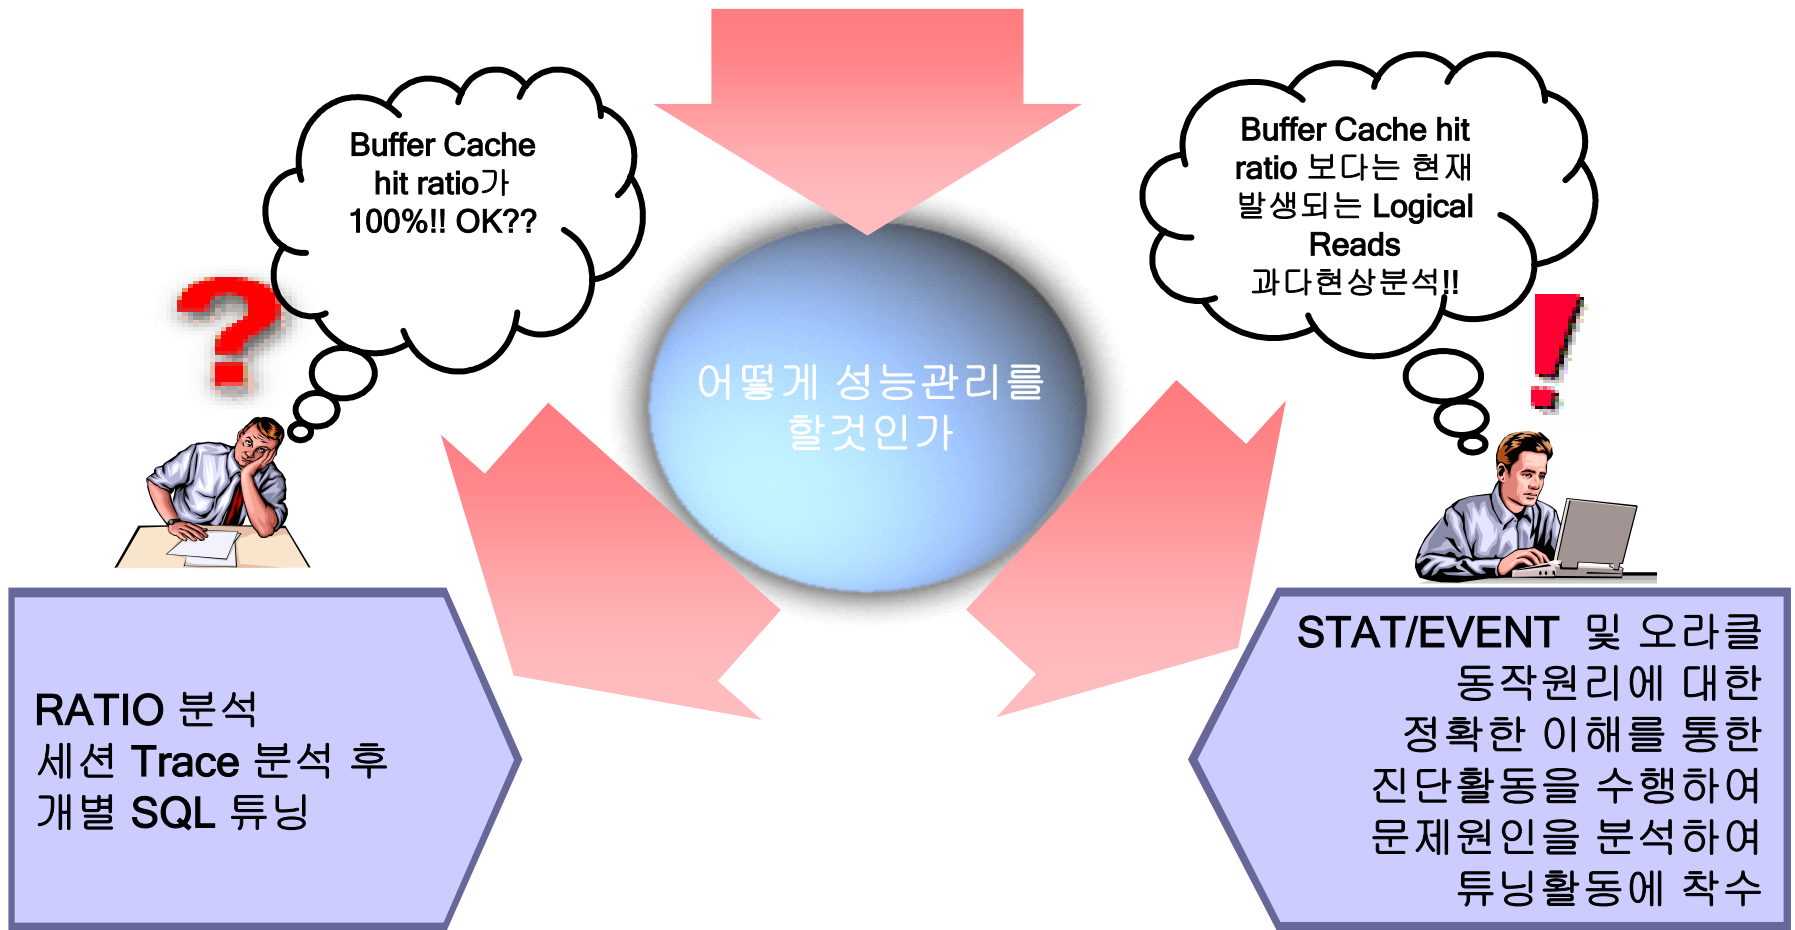 Buffer Cache
hit ratio가
100%!! OK??
Buffer Cache hit
ratio 보다는 현재
발생되는 Logical
Reads
과다현상분석!!
어떻게 성능관리를
할것인가
RATIO 분석
세션 Trace 분석 후
개별 SQL 튜닝
STAT/EVENT 및 오라클
동작원리에 대한
정확한 이해를 통한
진단활동을 수행하여
문제원인을 분석하여
튜닝활동에 착수